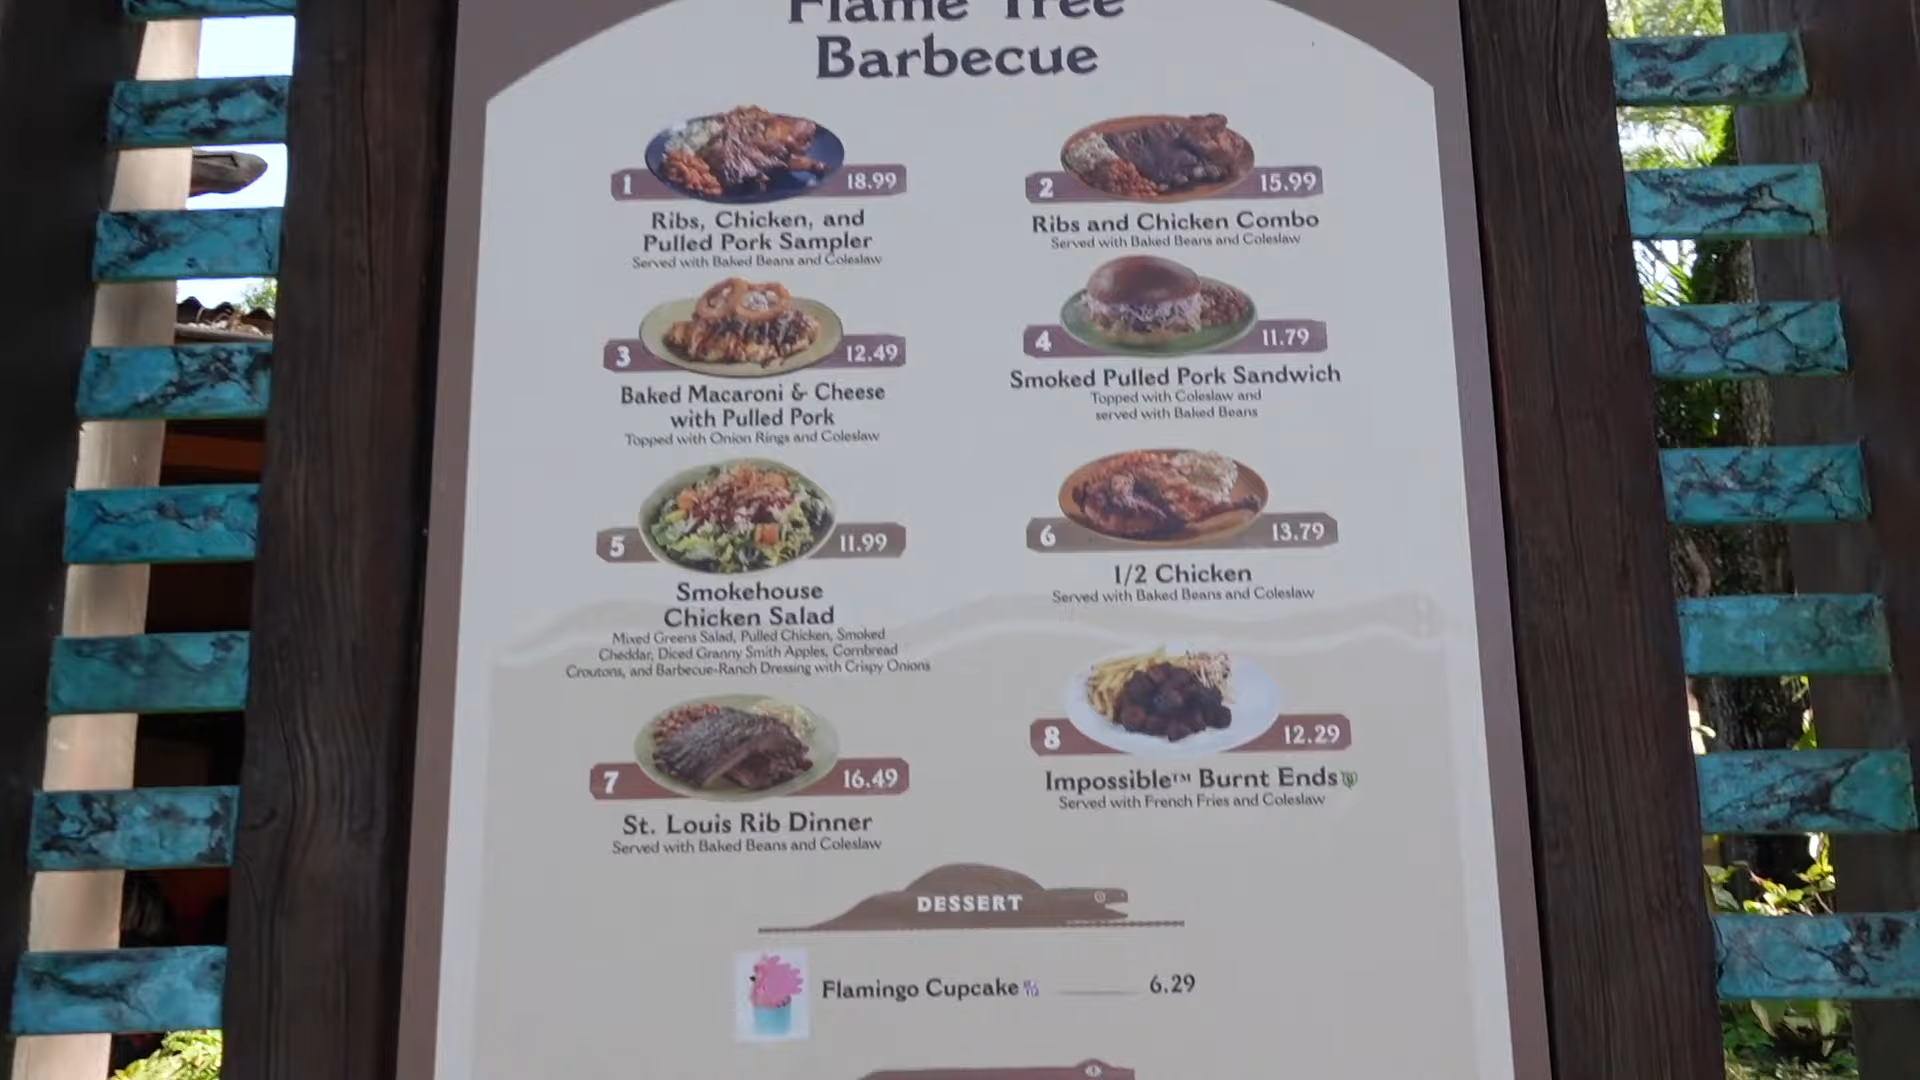 Flame Tree
Barbecue
1
18.99
Ribs, Chicken, and
Pulled Pork Sampler
Served with Baked Beans and Coleslaw
2
15.99
Ribs and Chicken Combo
Served with Baked Beans and Coleslaw
3
12.49
Baked Macaroni & Cheese
with Pulled Pork
Topped with Onion Rings and Coleslaw
4
11.79
Smoked Pulled Pork Sandwich
Topped with Coleslaw and
served with Baked Beans
5
11.99
Smokehouse
Chicken Salad
Mixed Greens Salad, Pulled Chicken, Smoked
Cheddar, Diced Granny Smith Apples, Cornbread
Croutons, and Barbecue-Ranch Dressing with Crispy Onions
6
13.79
1/2 Chicken
Served with Baked Beans and Coleslaw
7
16.49
St. Louis Rib Dinner
Served with Baked Beans and Coleslaw
8
12.29
Impossible™ Burnt Ends
Served with French Fries and Coleslaw
DESSERT
Flamingo Cupcake 6.29